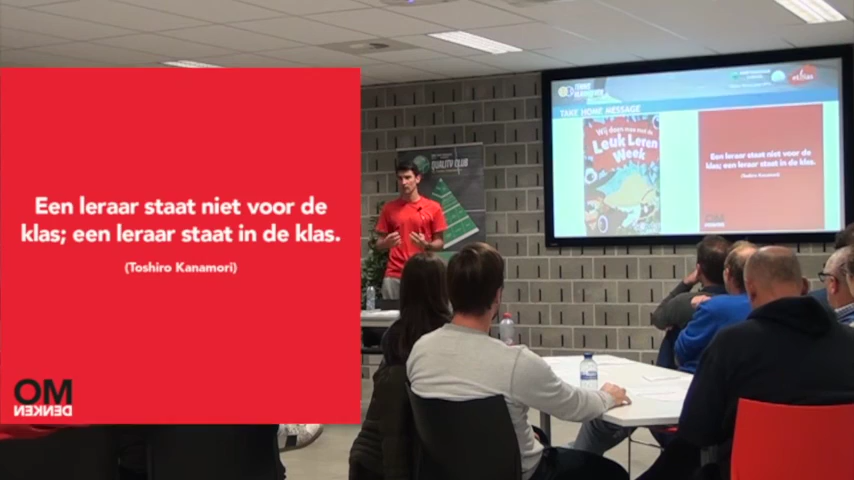 Een leraar staat niet voor de
klas; een leraar staat in de klas.
(Toshiro Kanamori)
OM
DENKEN
QUALITY CLUB
TAKE HOME MESSAGE
Wij doen mee met de
Leuk Leren
Week
Een leraar staat niet voor de
klas; een leraar staat in de klas.
(Toshiro Kanamori)
OM
DENKEN